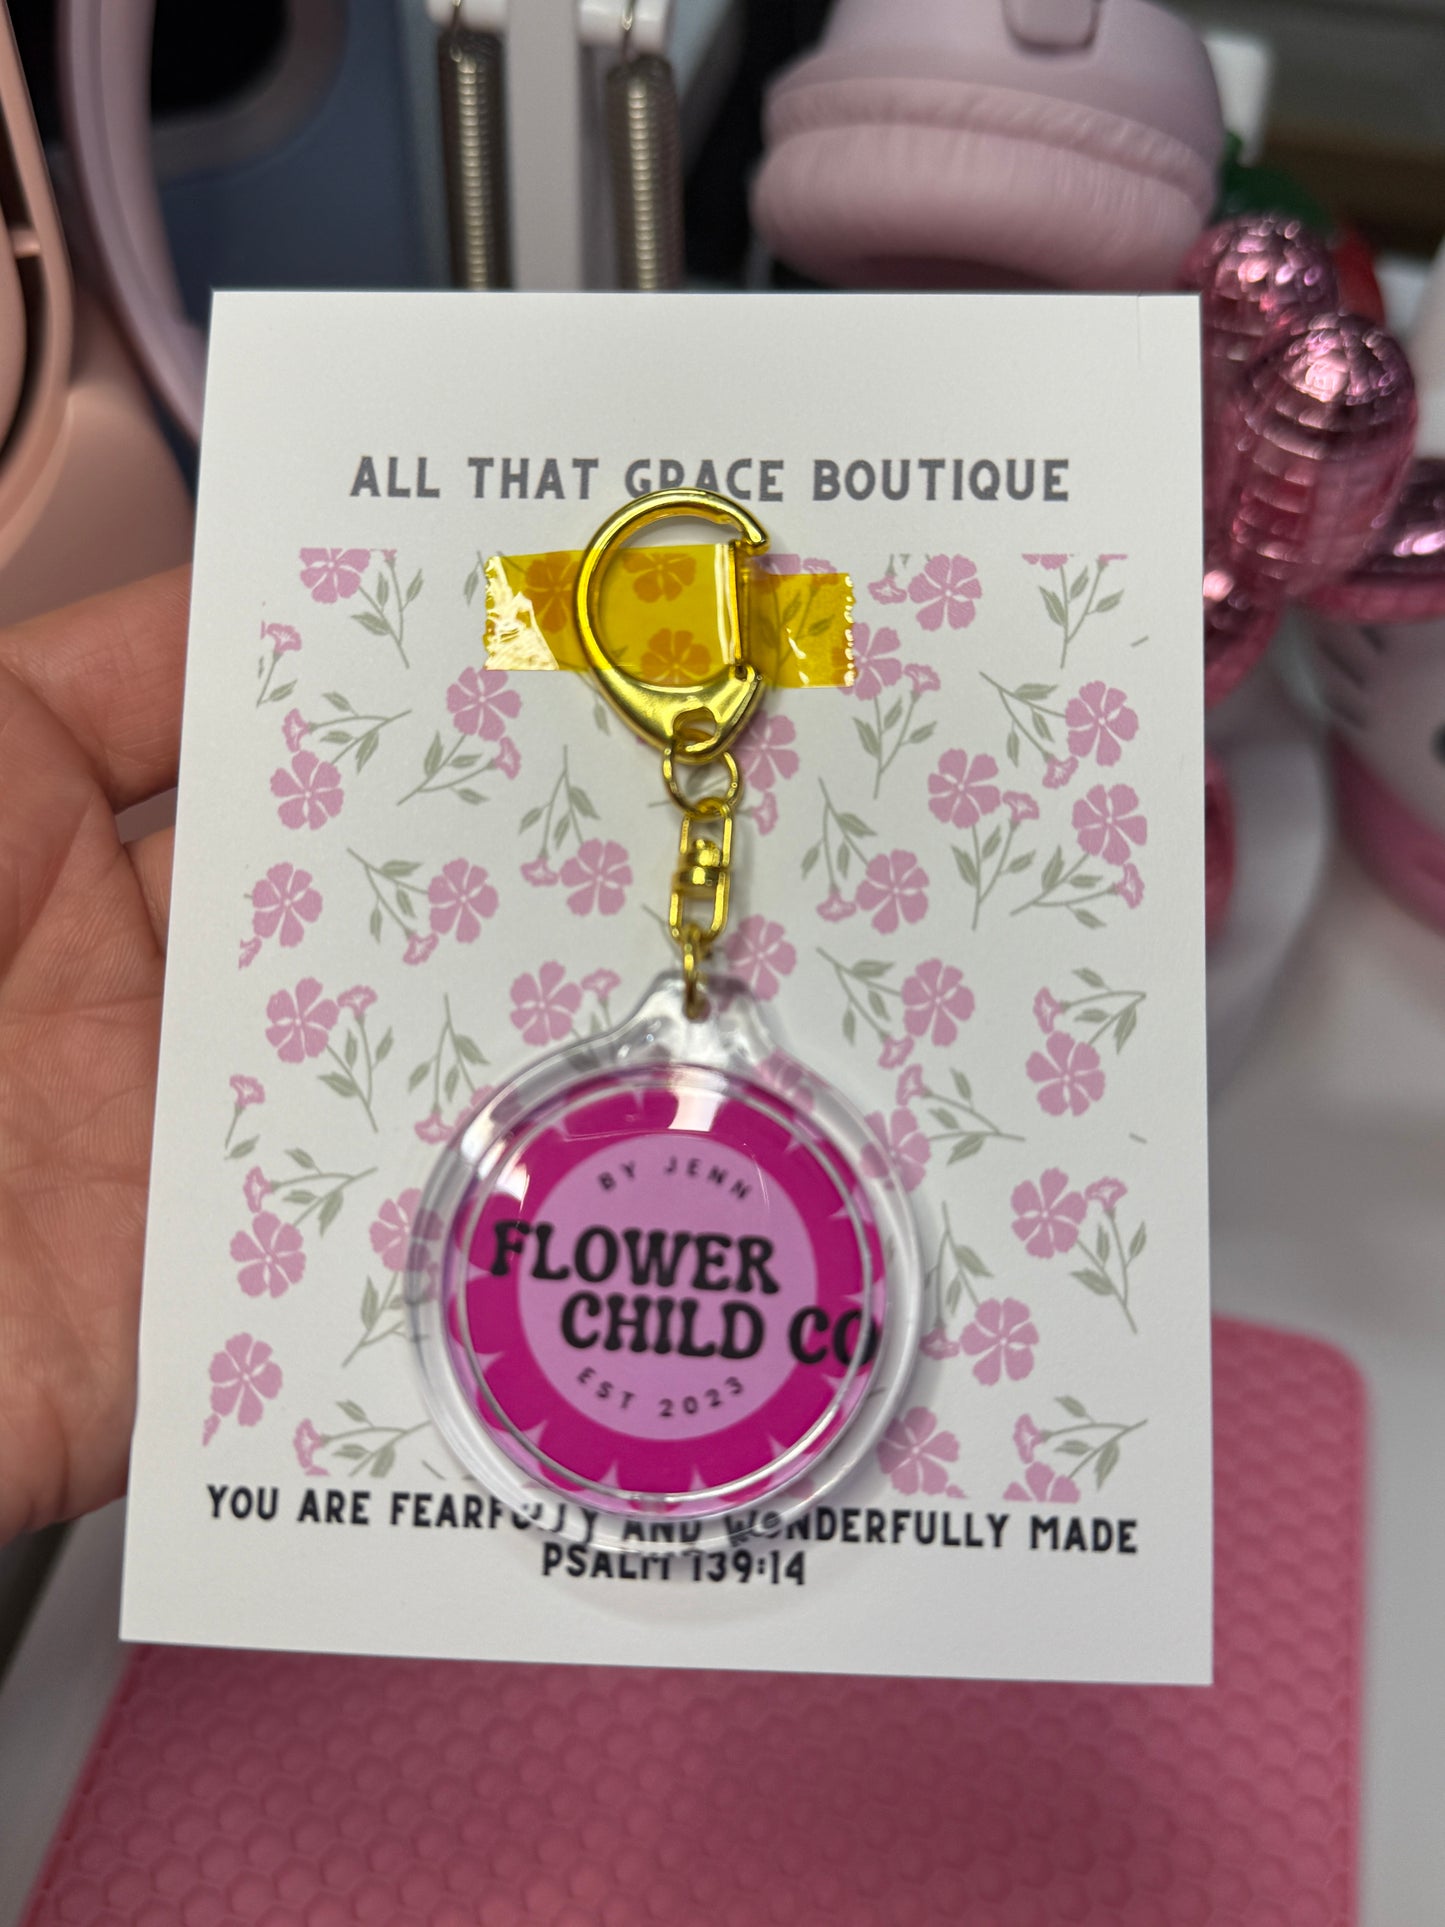 ALL THAT GRACE BOUTIQUE
BY JENN
FLOWER
CHILD CO
EST 2023
YOU ARE FEARFULLY AND WONDERFULLY MADE
PSALM 139:14